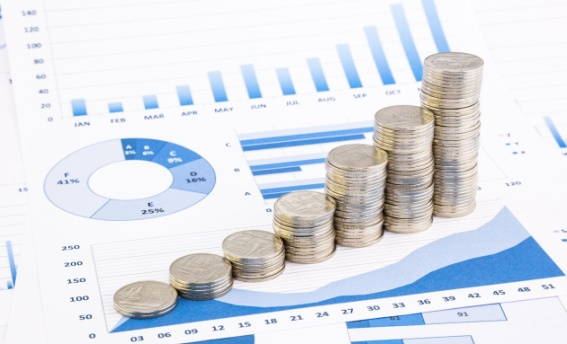 140
120
100
80
60
40
20
0
JAN FEB MAR APR MAY JUN JUL AUG SEP OCT NOV
A
B
C
9%
D
16%
E
25%
F
41%
C
B
A
120
250
200
150
100
50
0
03 06 09 12 15 18 21 24 27 30 33 36 39 42 45 48 51
61 91